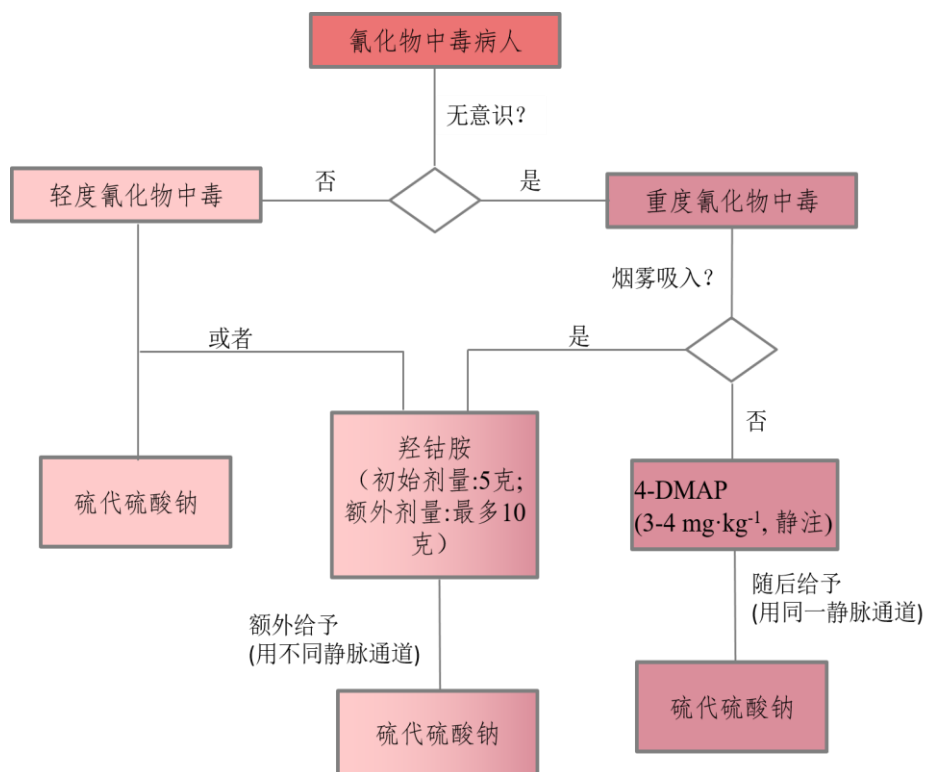 氰化物中毒病人
无意识?
否
是
轻度氰化物中毒
重度氰化物中毒
烟雾吸入?
或者
是
否
羟钴胺
（初始剂量:5克;
额外剂量:最多10
克）
硫代硫酸钠
4-DMAP
(3-4 mg·kg⁻¹, 静注)
额外给予
(用不同静脉通道)
随后给予
(用同一静脉通道)
硫代硫酸钠
硫代硫酸钠